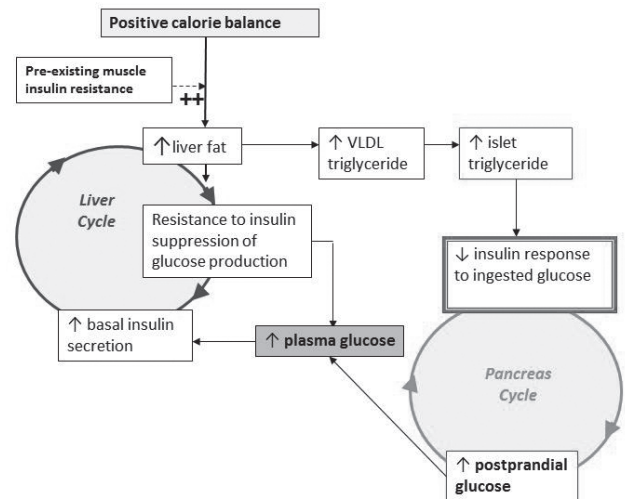 Positive calorie balance
Pre-existing muscle
insulin resistance
++
↑ liver fat
↑ VLDL
triglyceride
↑ islet
triglyceride
Liver
Cycle
Resistance to insulin
suppression of
glucose production
↓ insulin response
to ingested glucose
↑ basal insulin
secretion
↑ plasma glucose
Pancreas
Cycle
↑ postprandial
glucose